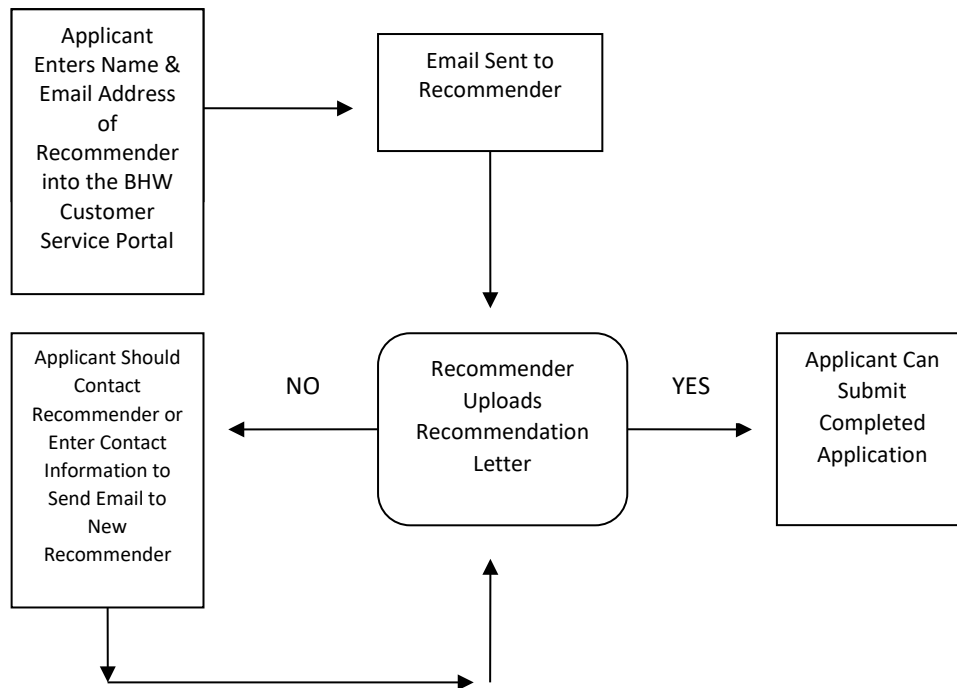 Applicant
Enters Name &
Email Address
of
Recommender
into the BHW
Customer
Service Portal
Email Sent to
Recommender
Applicant Should
Contact
Recommender or
Enter Contact
Information to
Send Email to
New
Recommender
NO
Recommender
Uploads
Recommendation
Letter
YES
Applicant Can
Submit
Completed
Application